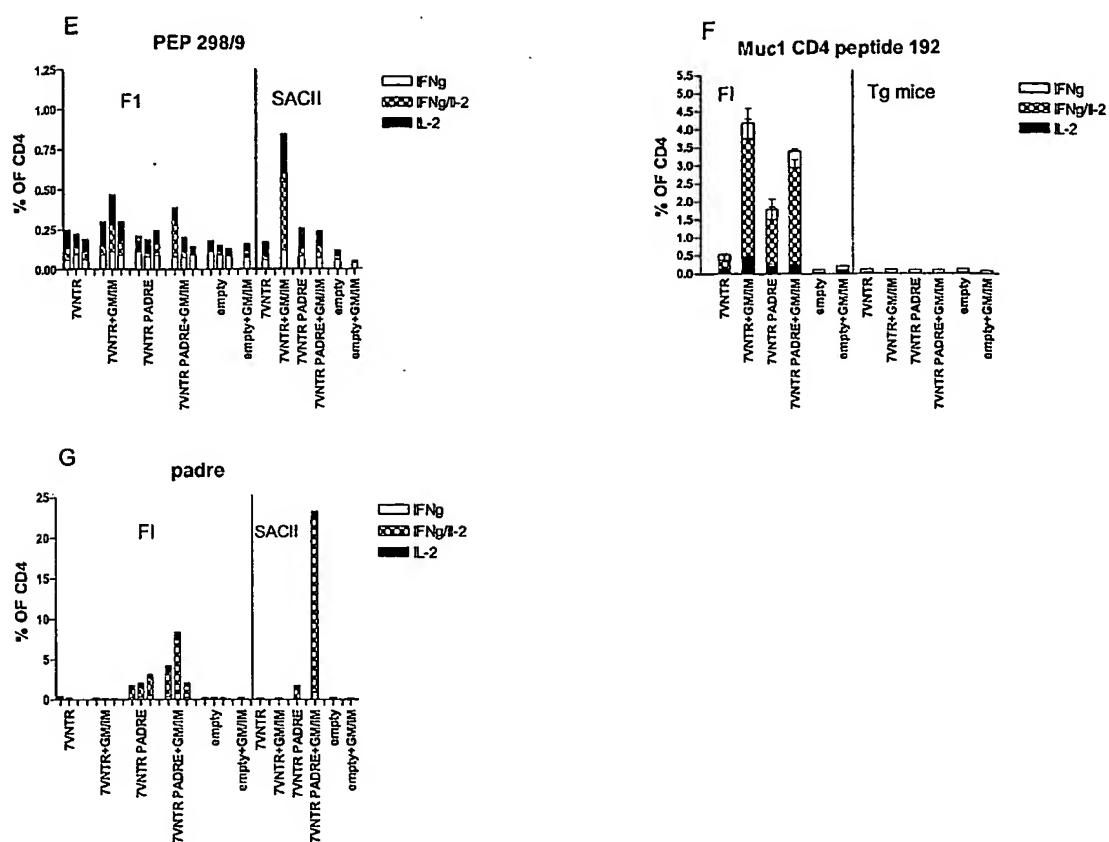 E
PEP 298/9
% OF CD4
1.25
1.00
0.75
0.50
0.25
0.00
F1
SACII
IFNg
IFNg/Il-2
IL-2
7VNTR
7VNTR+GM/IM
7VNTR PADRE
7VNTR PADRE+GM/IM
empty
empty+GM/IM
7VNTR
7VNTR+GM/IM
7VNTR PADRE
7VNTR PADRE+GM/IM
empty
empty+GM/IM
F
Muc1 CD4 peptide 192
% OF CD4
5.5
5.0
4.5
4.0
3.5
3.0
2.5
2.0
1.5
1.0
0.5
0.0
FI
Tg mice
IFNg
IFNg/Il-2
IL-2
7VNTR
7VNTR+GM/IM
7VNTR PADRE
7VNTR PADRE+GM/IM
empty
empty+GM/IM
7VNTR
7VNTR+GM/IM
7VNTR PADRE
7VNTR PADRE+GM/IM
empty
empty+GM/IM
G
padre
% OF CD4
25
20
15
10
5
0
FI
SACII
IFNg
IFNg/Il-2
IL-2
7VNTR
7VNTR+GM/IM
7VNTR PADRE
7VNTR PADRE+GM/IM
empty
empty+GM/IM
7VNTR
7VNTR+GM/IM
7VNTR PADRE
7VNTR PADRE+GM/IM
empty
empty+GM/IM